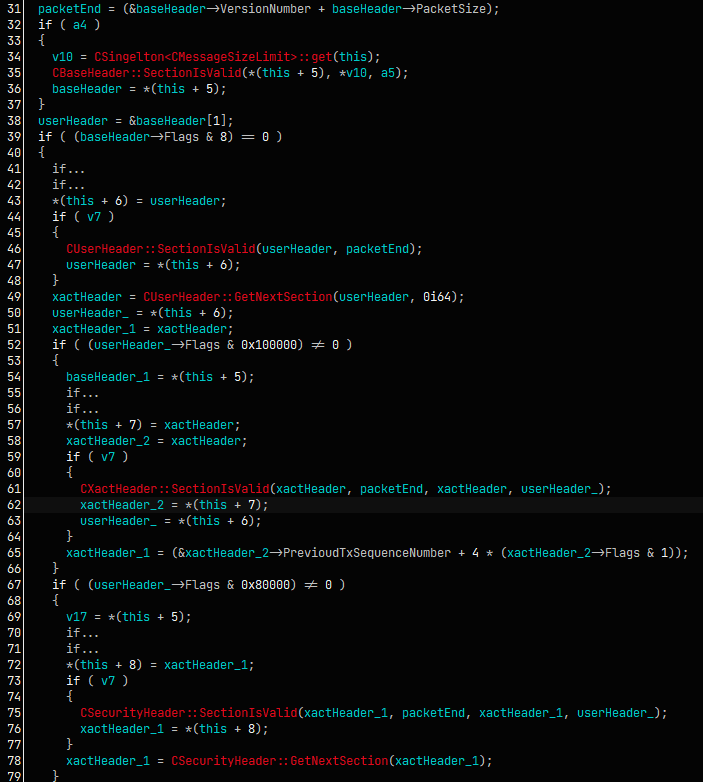 31 packetEnd = (&baseHeader→VersionNumber + baseHeader→PacketSize);
32 if ( a4 )
33 {
34 v10 = CSingelton<CMessageSizeLimit>::get(this);
35 CBaseHeader::SectionIsValid(*(this + 5), *v10, a5);
36 baseHeader = *(this + 5);
37 }
38 userHeader = &baseHeader[1];
39 if ( (baseHeader→Flags & 8) == 0 )
40 {
41 if...
42 if...
43 *(this + 6) = userHeader;
44 if ( v7 )
45 {
46 CUserHeader::SectionIsValid(userHeader, packetEnd);
47 userHeader = *(this + 6);
48 }
49 xactHeader = CUserHeader::GetNextSection(userHeader, 0i64);
50 userHeader_ = *(this + 6);
51 xactHeader_1 = xactHeader;
52 if ( (userHeader_→Flags & 0x100000) ≠ 0 )
53 {
54 baseHeader_1 = *(this + 5);
55 if...
56 if...
57 *(this + 7) = xactHeader;
58 xactHeader_2 = xactHeader;
59 if ( v7 )
60 {
61 CXactHeader::SectionIsValid(xactHeader, packetEnd, xactHeader, userHeader_);
62 xactHeader_2 = *(this + 7);
63 userHeader_ = *(this + 6);
64 }
65 xactHeader_1 = (&xactHeader_2→PrevioudTxSequenceNumber + 4 * (xactHeader_2→Flags & 1));
66 }
67 if ( (userHeader_→Flags & 0x80000) ≠ 0 )
68 {
69 v17 = *(this + 5);
70 if...
71 if...
72 *(this + 8) = xactHeader_1;
73 if ( v7 )
74 {
75 CSecurityHeader::SectionIsValid(xactHeader_1, packetEnd, xactHeader_1, userHeader_);
76 xactHeader_1 = *(this + 8);
77 }
78 xactHeader_1 = CSecurityHeader::GetNextSection(xactHeader_1);
79 }